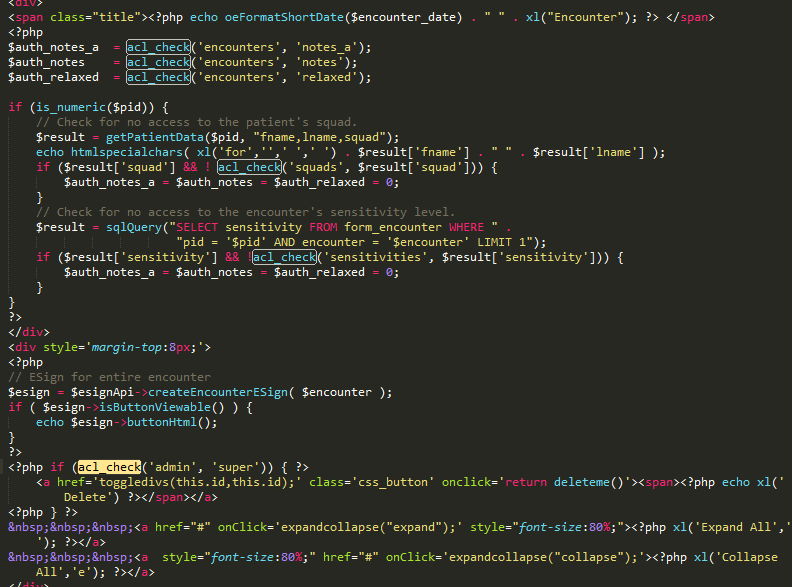 <div>
<span class="title"><?php echo oeFormatShortDate($encounter_date) . " " . xl("Encounter"); ?> </span>
<?php
$auth_notes_a  = acl_check('encounters', 'notes_a');
$auth_notes    = acl_check('encounters', 'notes');
$auth_relaxed  = acl_check('encounters', 'relaxed');

if (is_numeric($pid)) {
    // Check for no access to the patient's squad.
    $result = getPatientData($pid, "fname,lname,squad");
    echo htmlspecialchars( xl('for','',' ',' ') . $result['fname'] . " " . $result['lname'] );
    if ($result['squad'] && ! acl_check('squads', $result['squad'])) {
        $auth_notes_a = $auth_notes = $auth_relaxed = 0;
    }
    // Check for no access to the encounter's sensitivity level.
    $result = sqlQuery("SELECT sensitivity FROM form_encounter WHERE " .
                        "pid = '$pid' AND encounter = '$encounter' LIMIT 1");
    if ($result['sensitivity'] && !acl_check('sensitivities', $result['sensitivity'])) {
        $auth_notes_a = $auth_notes = $auth_relaxed = 0;
    }
}
?>
</div>
<div style='margin-top:8px;'>
<?php
// ESign for entire encounter
$esign = $esignApi->createEncounterESign( $encounter );
if ( $esign->isButtonViewable() ) {
    echo $esign->buttonHtml();
}
?>
<?php if (acl_check('admin', 'super')) { ?>
    <a href='toggledivs(this.id,this.id);' class='css_button' onclick='return deleteme()'><span><?php echo xl('
        Delete') ?></span></a>
<?php } ?>
&nbsp;&nbsp;&nbsp;<a href="#" onClick='expandcollapse("expand");' style="font-size:80%;"><?php xl('Expand All','
    '); ?></a>
&nbsp;&nbsp;&nbsp;<a  style="font-size:80%;" href="#" onClick='expandcollapse("collapse");'><?php xl('Collapse
    All','e'); ?></a>
</div>